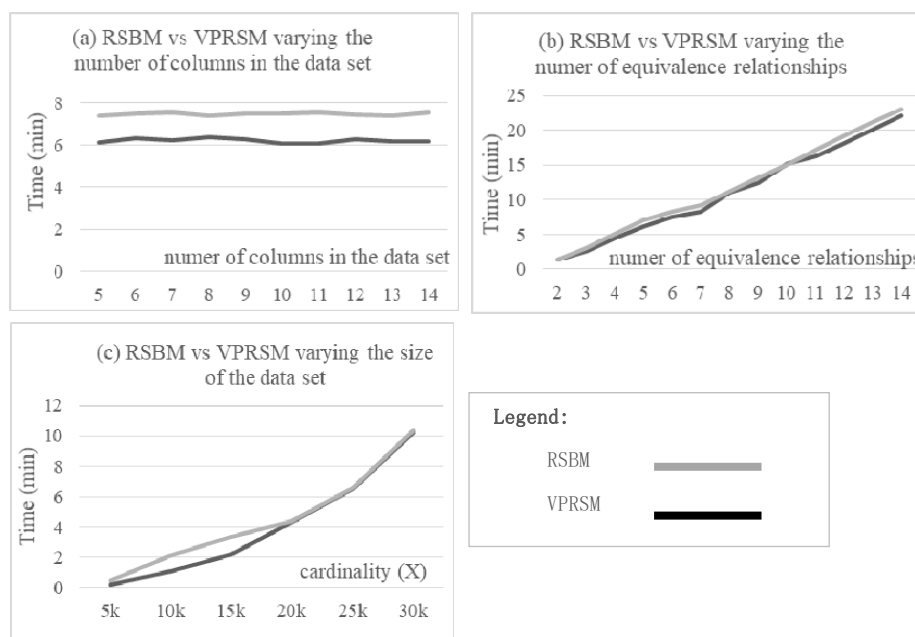 (a) RSBM vs VPRSM varying the
number of columns in the data set
8
6
4
2
0
Time (min)
numer of columns in the data set
5 6 7 8 9 10 11 12 13 14
(b) RSBM vs VPRSM varying the
numer of equivalence relationships
25
20
15
10
5
0
Time (min)
numer of equivalence relationships
2 3 4 5 6 7 8 9 10 11 12 13 14
(c) RSBM vs VPRSM varying the size
of the data set
12
10
8
6
4
2
0
Time (min)
cardinality (X)
5k 10k 15k 20k 25k 30k
Legend:
RSBM
VPRSM